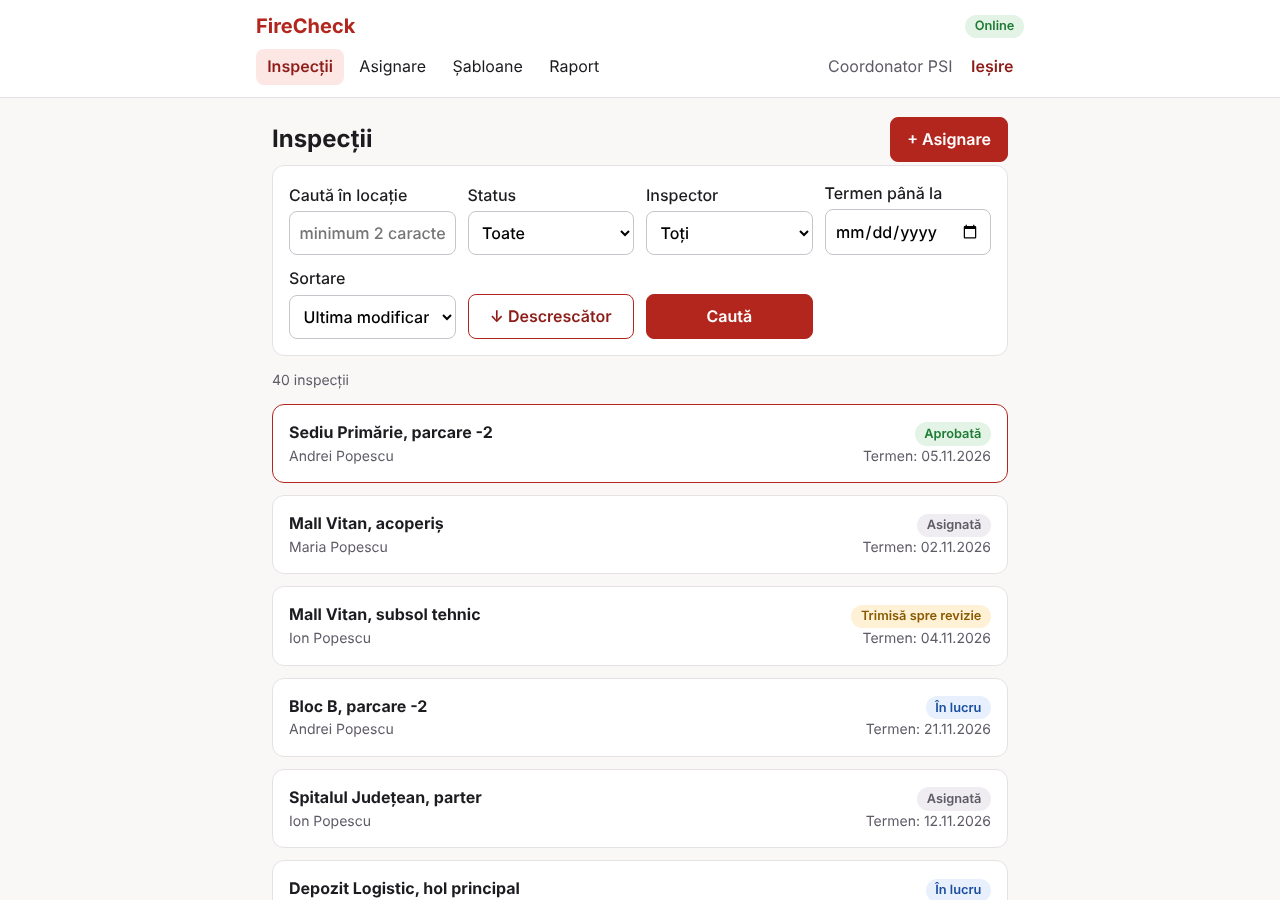 FireCheck
Online
Inspecții
Asignare
Șabloane
Raport
Coordonator PSI
Ieșire
Inspecții
+ Asignare
Caută în locație
Status
Inspector
Termen până la
minimum 2 caracte
Toate
Toți
mm/dd/yyyy
Sortare
Ultima modificar
↓ Descrescător
Caută
40 inspecții
Sediu Primărie, parcare -2
Aprobată
Andrei Popescu
Termen: 05.11.2026
Mall Vitan, acoperiș
Asignată
Maria Popescu
Termen: 02.11.2026
Mall Vitan, subsol tehnic
Trimisă spre revizie
Ion Popescu
Termen: 04.11.2026
Bloc B, parcare -2
În lucru
Andrei Popescu
Termen: 21.11.2026
Spitalul Județean, parter
Asignată
Ion Popescu
Termen: 12.11.2026
Depozit Logistic, hol principal
În lucru